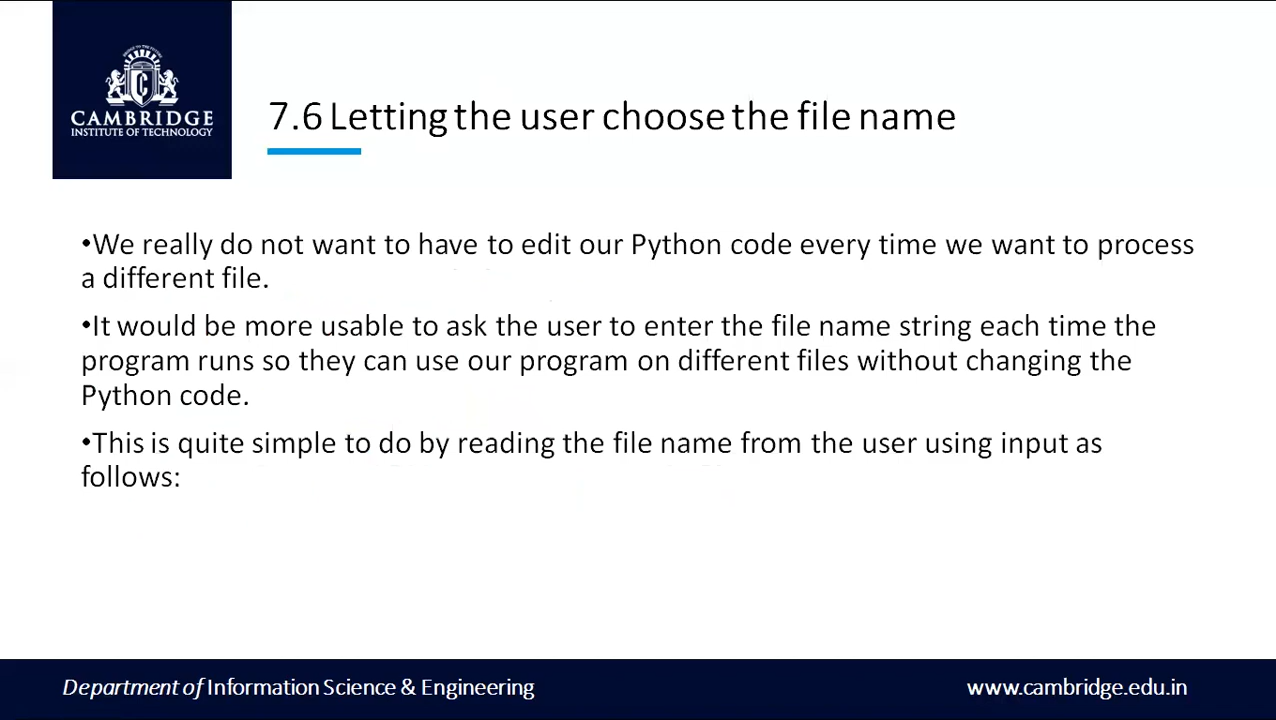 CAMBRIDGE
INSTITUTE OF TECHNOLOGY
7.6 Letting the user choose the file name
•We really do not want to have to edit our Python code every time we want to process
a different file.
•It would be more usable to ask the user to enter the file name string each time the
program runs so they can use our program on different files without changing the
Python code.
•This is quite simple to do by reading the file name from the user using input as
follows:
Department of Information Science & Engineering
www.cambridge.edu.in